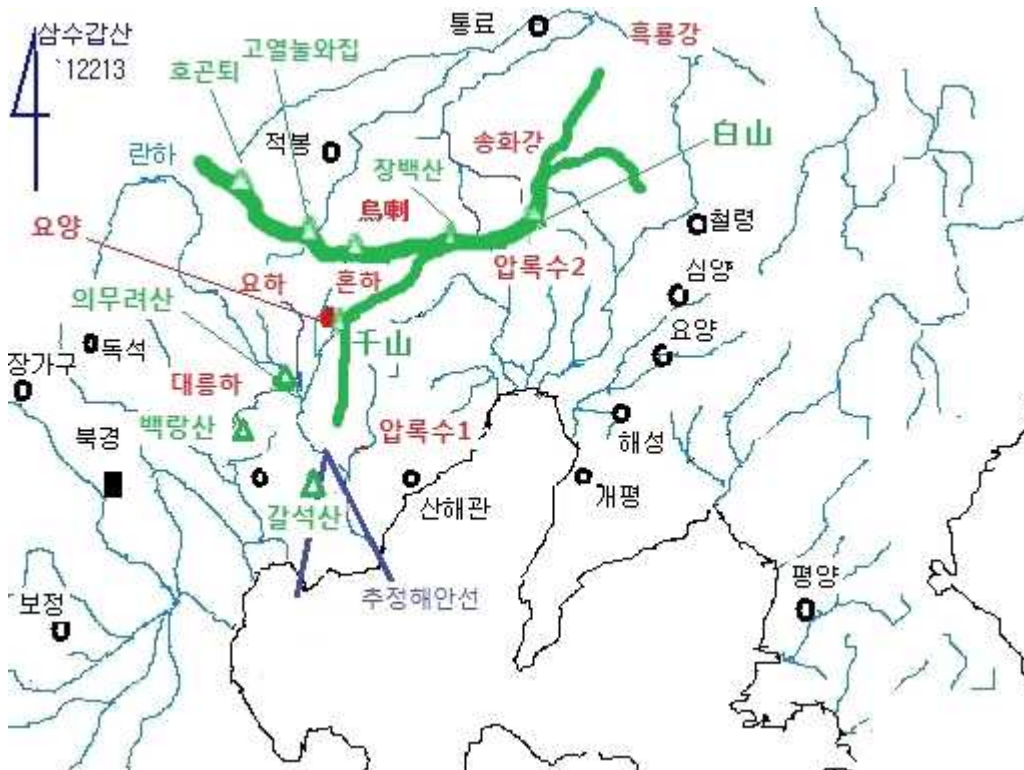 통료
흑룡강
삼수갑산
`12213
고열눌와집
호곤퇴
적봉
송화강
白山
란하
장백산
烏喇
철령
요양
요하
혼하
압록수2
심양
의무려산
千山
요양
독석
장가구
대릉하
백랑산
압록수1
해성
북경
산해관
개평
갈석산
추정해안선
평양
보정